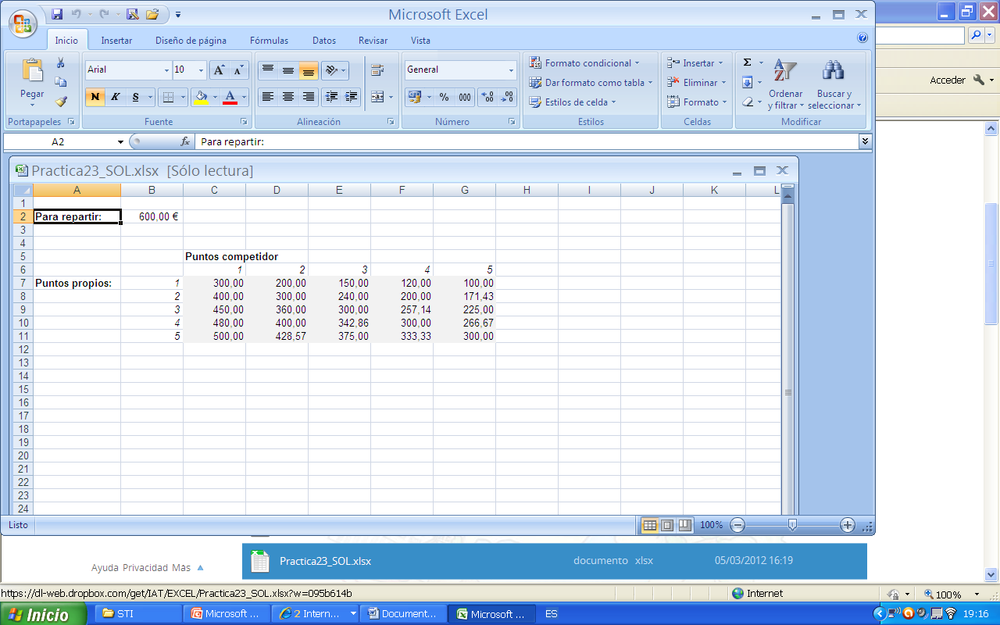 Microsoft Excel
Inicio Insertar Diseño de página Fórmulas Datos Revisar Vista
Pegar
Arial 10
N K S
General
% 000
Formato condicional
Dar formato como tabla
Estilos de celda
Insertar
Eliminar
Formato
Σ
Ordenar y filtrar
Buscar y seleccionar
Portapapeles Fuente Alineación Número Estilos Celdas Modificar
Acceder
A2 fx Para repartir:
Practica23_SOL.xlsx [Sólo lectura]
A B C D E F G H I J K L
1
2 Para repartir: 600,00 €
3
4
5 Puntos competidor
6 1 2 3 4 5
7 Puntos propios: 1 300,00 200,00 150,00 120,00 100,00
8 2 400,00 300,00 240,00 200,00 171,43
9 3 450,00 360,00 300,00 257,14 225,00
10 4 480,00 400,00 342,86 300,00 266,67
11 5 500,00 428,57 375,00 333,33 300,00
12
13
14
15
16
17
18
19
20
21
22
23
24
Listo 100%
Ayuda Privacidad Más
Practica23_SOL.xlsx documento xlsx 05/03/2012 16:19
https://dl-web.dropbox.com/get/IAT/EXCEL/Practica23_SOL.xlsx?w=095b614b Internet 100%
Inicio STI Microsoft ... 2 Intern... Document... Microsoft ... ES 19:16